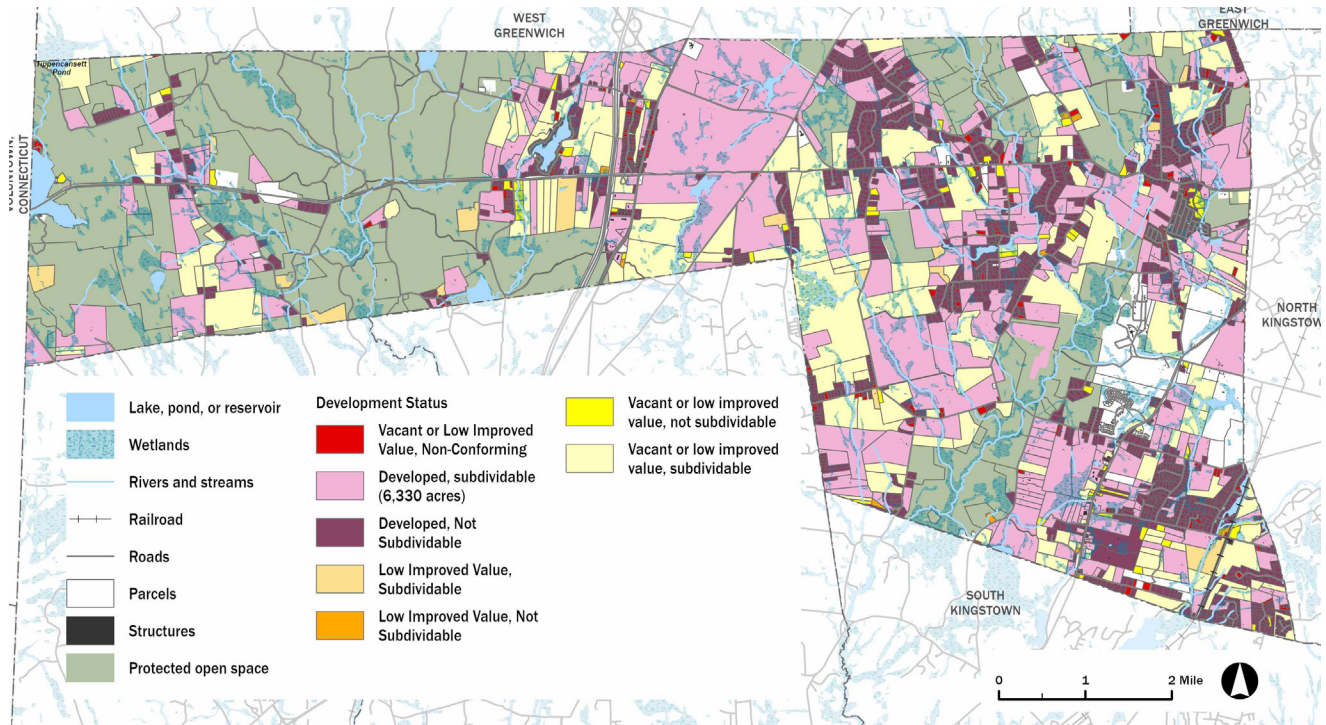 WEST
GREENWICH
EAST
GREENWICH
Tippencansett
Pond
CONNECTICUT
NORTH
SOUTH
KINGSTOWN
Lake, pond, or reservoir
Wetlands
Rivers and streams
Railroad
Roads
Parcels
Structures
Protected open space
Development Status
Vacant or Low Improved
Value, Non-Conforming
Developed, subdividable
(6,330 acres)
Developed, Not
Subdividable
Low Improved Value,
Subdividable
Low Improved Value, Not
Subdividable
Vacant or low improved
value, not subdividable
Vacant or low improved
value, subdividable
0 1 2 Mile